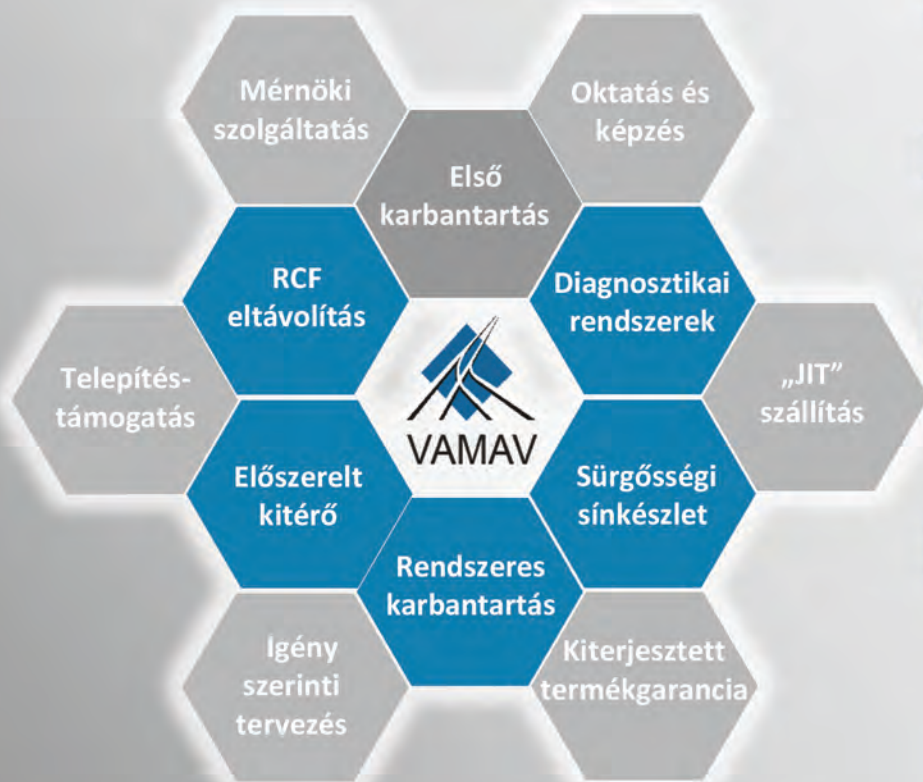 Mérnöki
szolgáltatás
Oktatás és
képzés
Első
karbantartás
RCF
eltávolítás
Diagnosztikai
rendszerek
Telepítés-
támogatás
VAMAV
„JIT”
szállítás
Előszerelt
kitérő
Sürgősségi
sínkészlet
Rendszeres
karbantartás
Igény
szerinti
tervezés
Kiterjesztett
termékgarancia